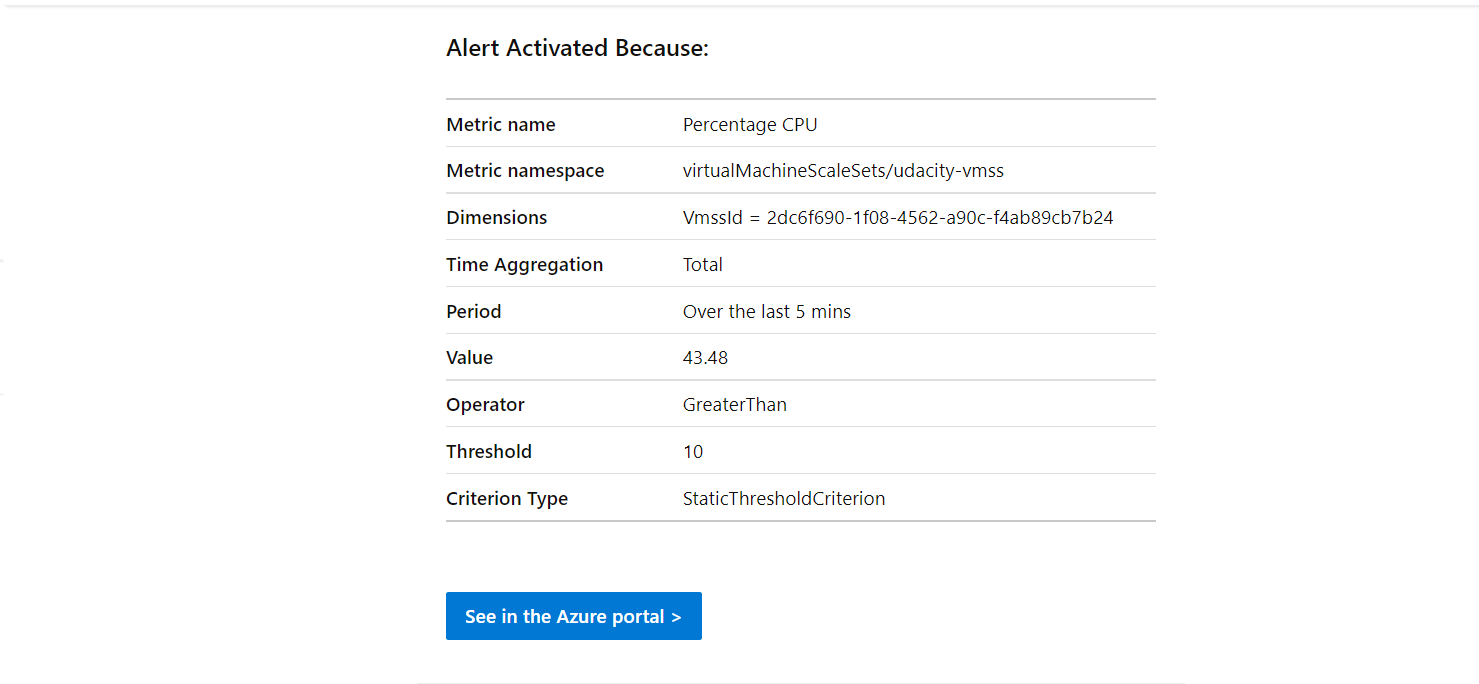 Alert Activated Because:
Metric name Percentage CPU
Metric namespace virtualMachineScaleSets/udacity-vmss
Dimensions VmssId = 2dc6f690-1f08-4562-a90c-f4ab89cb7b24
Time Aggregation Total
Period Over the last 5 mins
Value 43.48
Operator GreaterThan
Threshold 10
Criterion Type StaticThresholdCriterion
See in the Azure portal >